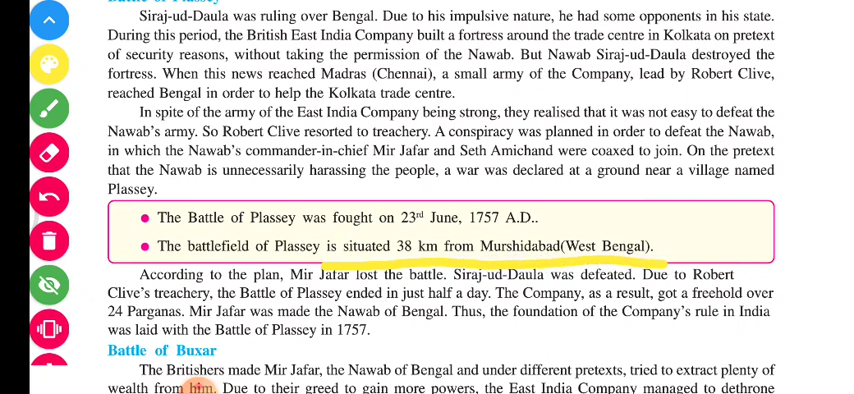 Battle of Plassey
Siraj-ud-Daula was ruling over Bengal. Due to his impulsive nature, he had some opponents in his state.
During this period, the British East India Company built a fortress around the trade centre in Kolkata on pretext
of security reasons, without taking the permission of the Nawab. But Nawab Siraj-ud-Daula destroyed the
fortress. When this news reached Madras (Chennai), a small army of the Company, lead by Robert Clive,
reached Bengal in order to help the Kolkata trade centre.
In spite of the army of the East India Company being strong, they realised that it was not easy to defeat the
Nawab's army. So Robert Clive resorted to treachery. A conspiracy was planned in order to defeat the Nawab,
in which the Nawab's commander-in-chief Mir Jafar and Seth Amichand were coaxed to join. On the pretext
that the Nawab is unnecessarily harassing the people, a war was declared at a ground near a village named
Plassey.
● The Battle of Plassey was fought on 23rd June, 1757 A.D..
● The battlefield of Plassey is situated 38 km from Murshidabad(West Bengal).
According to the plan, Mir Jafar lost the battle. Siraj-ud-Daula was defeated. Due to Robert
Clive's treachery, the Battle of Plassey ended in just half a day. The Company, as a result, got a freehold over
24 Parganas. Mir Jafar was made the Nawab of Bengal. Thus, the foundation of the Company's rule in India
was laid with the Battle of Plassey in 1757.
Battle of Buxar
The Britishers made Mir Jafar, the Nawab of Bengal and under different pretexts, tried to extract plenty of
wealth from him. Due to their greed to gain more powers, the East India Company managed to dethrone